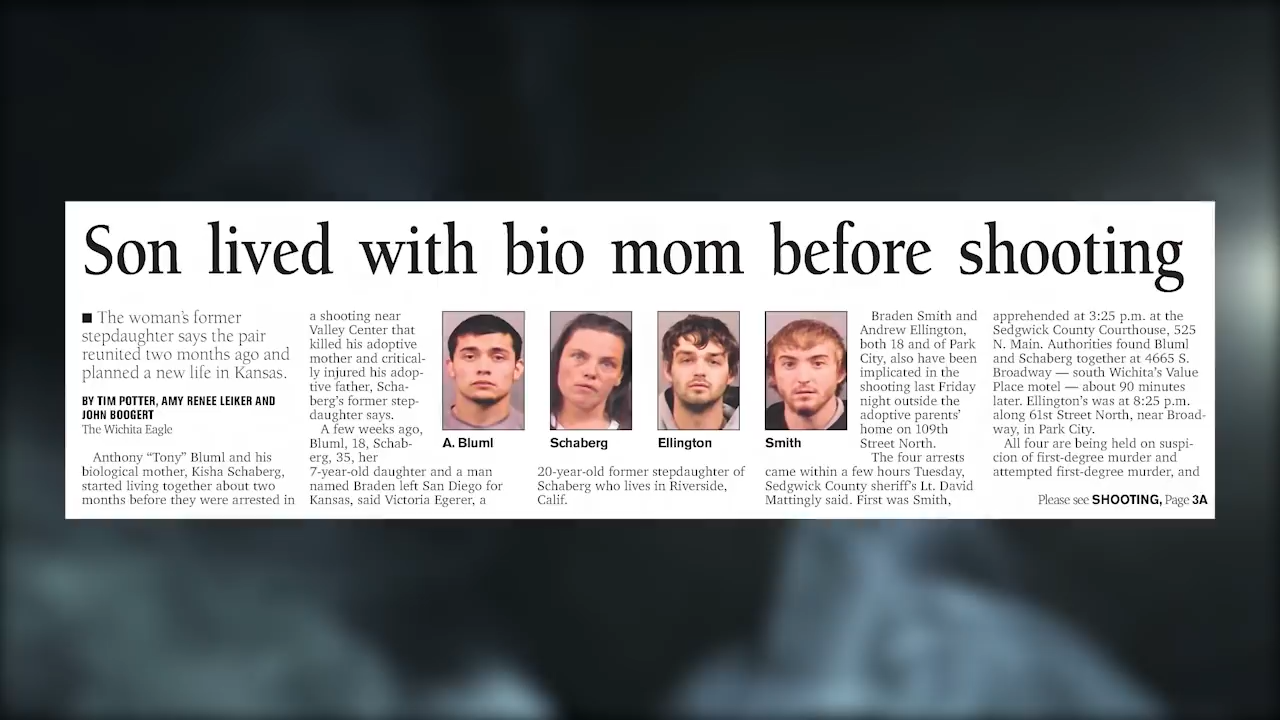 Son lived with bio mom before shooting
■ The woman's former
stepdaughter says the pair
reunited two months ago and
planned a new life in Kansas.
BY TIM POTTER, AMY RENEE LEIKER AND
JOHN BOOGERT
The Wichita Eagle
Anthony “Tony” Bluml and his
biological mother, Kisha Schaberg,
started living together about two
months before they were arrested in
a shooting near
Valley Center that
killed his adoptive
mother and critical-
ly injured his adop-
tive father, Scha-
berg's former step-
daughter says.
A few weeks ago,
Bluml, 18, Schab-
erg, 35, her
7-year-old daughter and a man
named Braden left San Diego for
Kansas, said Victoria Egerer, a
A. Bluml
Schaberg
Ellington
Smith
20-year-old former stepdaughter of
Schaberg who lives in Riverside,
Calif.
Braden Smith and
Andrew Ellington,
both 18 and of Park
City, also have been
implicated in the
shooting last Friday
night outside the
adoptive parents'
home on 109th
Street North.
The four arrests
came within a few hours Tuesday,
Sedgwick County sheriff's Lt. David
Mattingly said. First was Smith,
apprehended at 3:25 p.m. at the
Sedgwick County Courthouse, 525
N. Main. Authorities found Bluml
and Schaberg together at 4665 S.
Broadway — south Wichita's Value
Place motel — about 90 minutes
later. Ellington's was at 8:25 p.m.
along 61st Street North, near Broad-
way, in Park City.
All four are being held on suspi-
cion of first-degree murder and
attempted first-degree murder, and
Please see SHOOTING, Page 3A